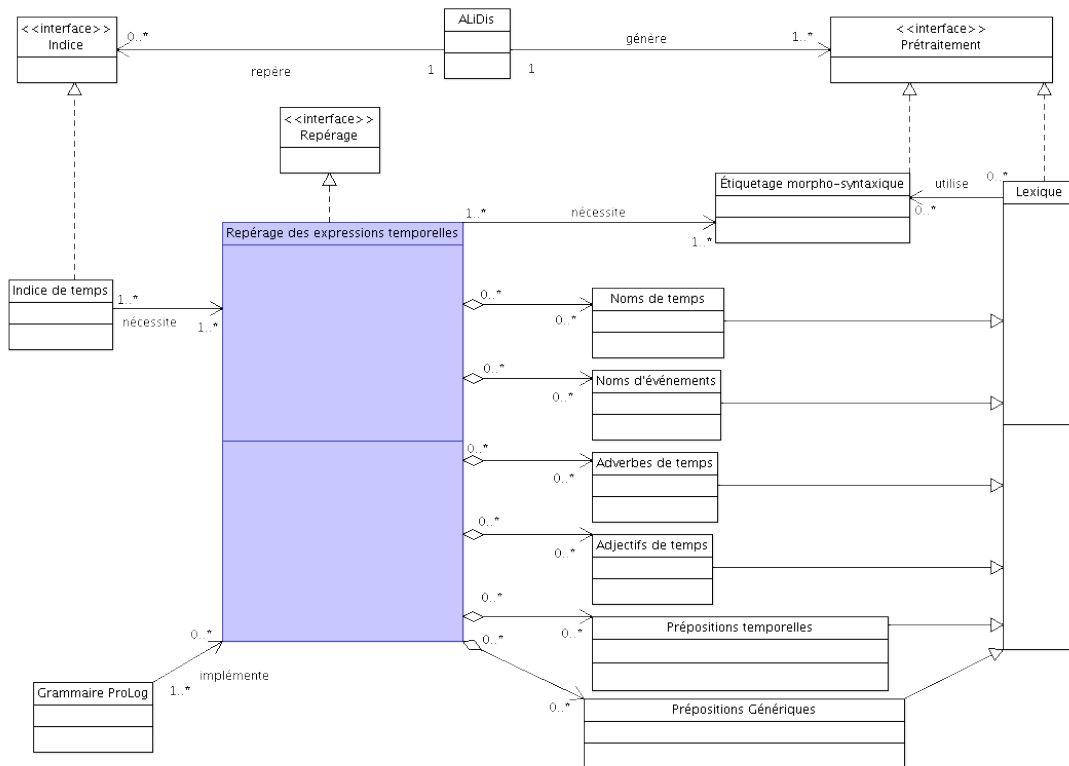 <<interface>>
Indice
ALiDis
<<interface>>
Prétraitement
0..*
génère
1..*
repère
1
1
<<interface>>
Repérage
Étiquetage morpho-syntaxique
utilise
0..*
Lexique
0..*
1..*
nécessite
1..*
Repérage des expressions temporelles
Indice de temps
1..*
nécessite
1..*
0..*
0..*
Noms de temps
0..*
0..*
Noms d'événements
0..*
0..*
Adverbes de temps
0..*
0..*
Adjectifs de temps
0..*
0..*
Prépositions temporelles
0..*
0..*
Prépositions Génériques
0..*
implémente
1..*
Grammaire ProLog